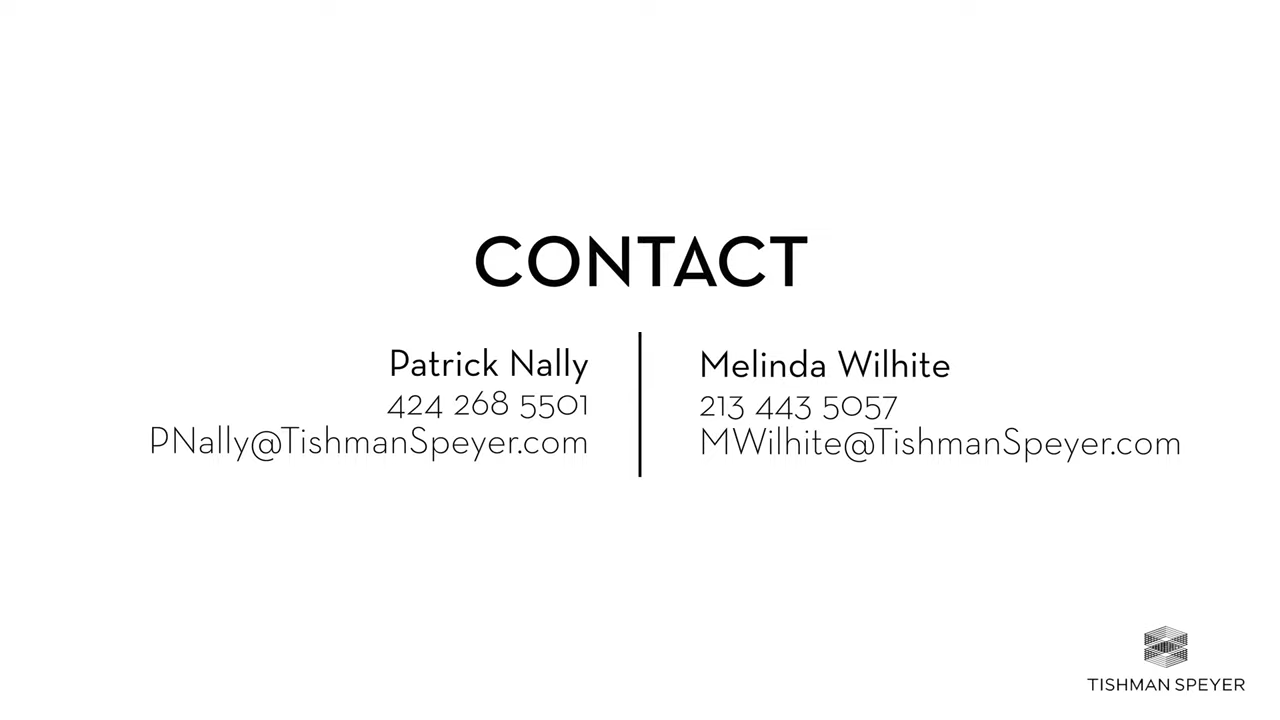 CONTACT
Patrick Nally
424 268 5501
PNally@TishmanSpeyer.com
Melinda Wilhite
213 443 5057
MWilhite@TishmanSpeyer.com
TISHMAN SPEYER